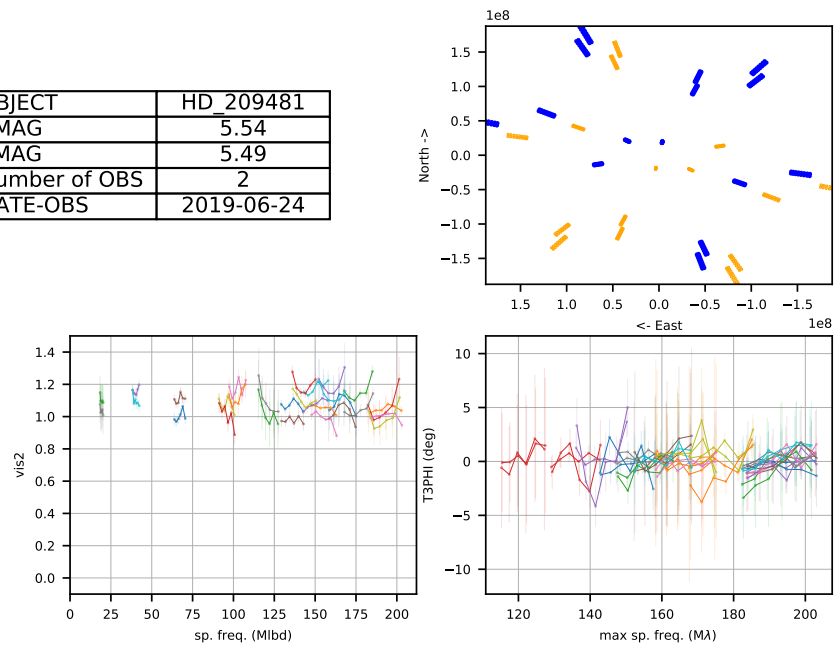 BJECT HD_209481
MAG 5.54
MAG 5.49
umber of OBS 2
ATE-OBS 2019-06-24
1e8
1.5
1.0
0.5
0.0
−0.5
−1.0
−1.5
North ->
1.5 1.0 0.5 0.0 −0.5 −1.0 −1.5
1e8
<- East
1.4
1.2
1.0
0.8
0.6
0.4
0.2
0.0
vis2
0 25 50 75 100 125 150 175 200
sp. freq. (Mlbd)
10
5
0
−5
−10
T3PHI (deg)
120 140 160 180 200
max sp. freq. (Mλ)